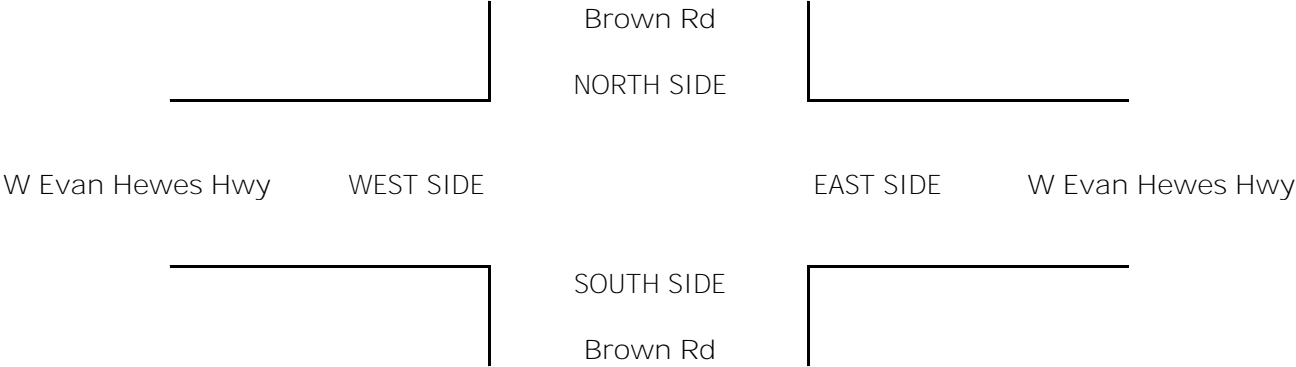 Brown Rd
NORTH SIDE
W Evan Hewes Hwy WEST SIDE EAST SIDE W Evan Hewes Hwy
SOUTH SIDE
Brown Rd